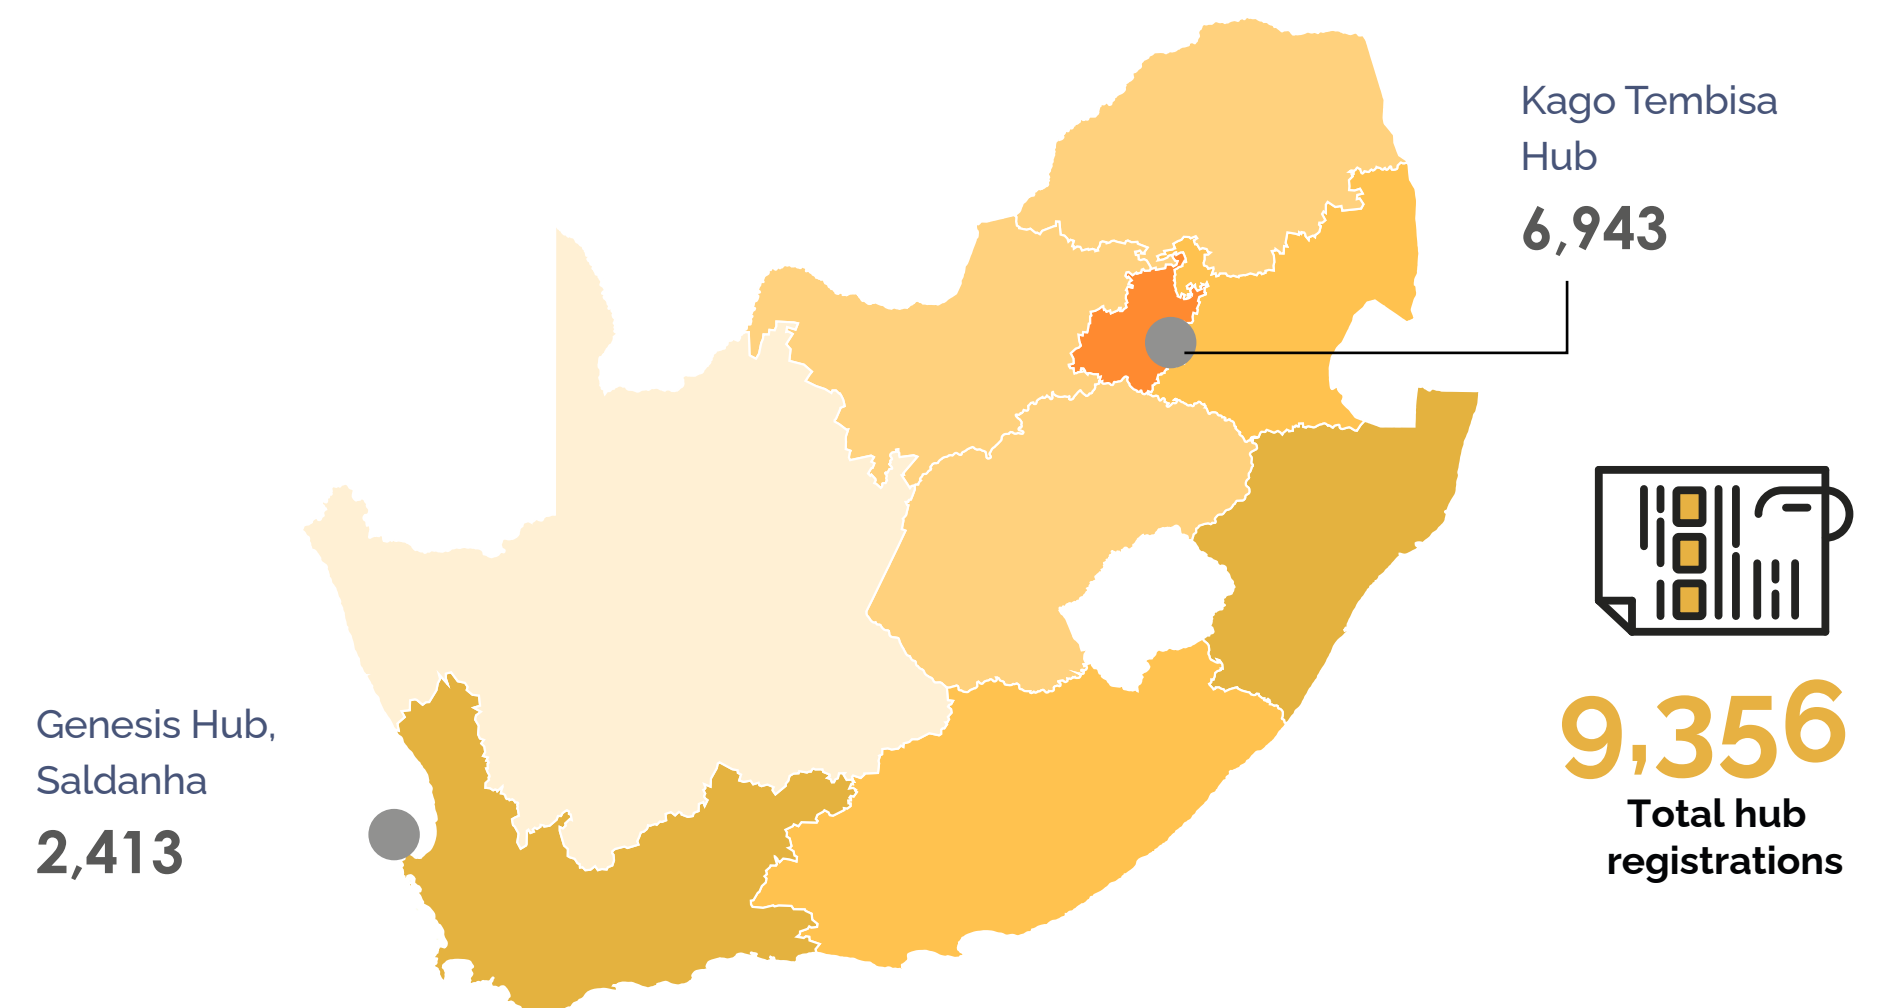 Kago Tembisa
Hub
6,943
Genesis Hub,
Saldanha
2,413
9,356
Total hub
registrations